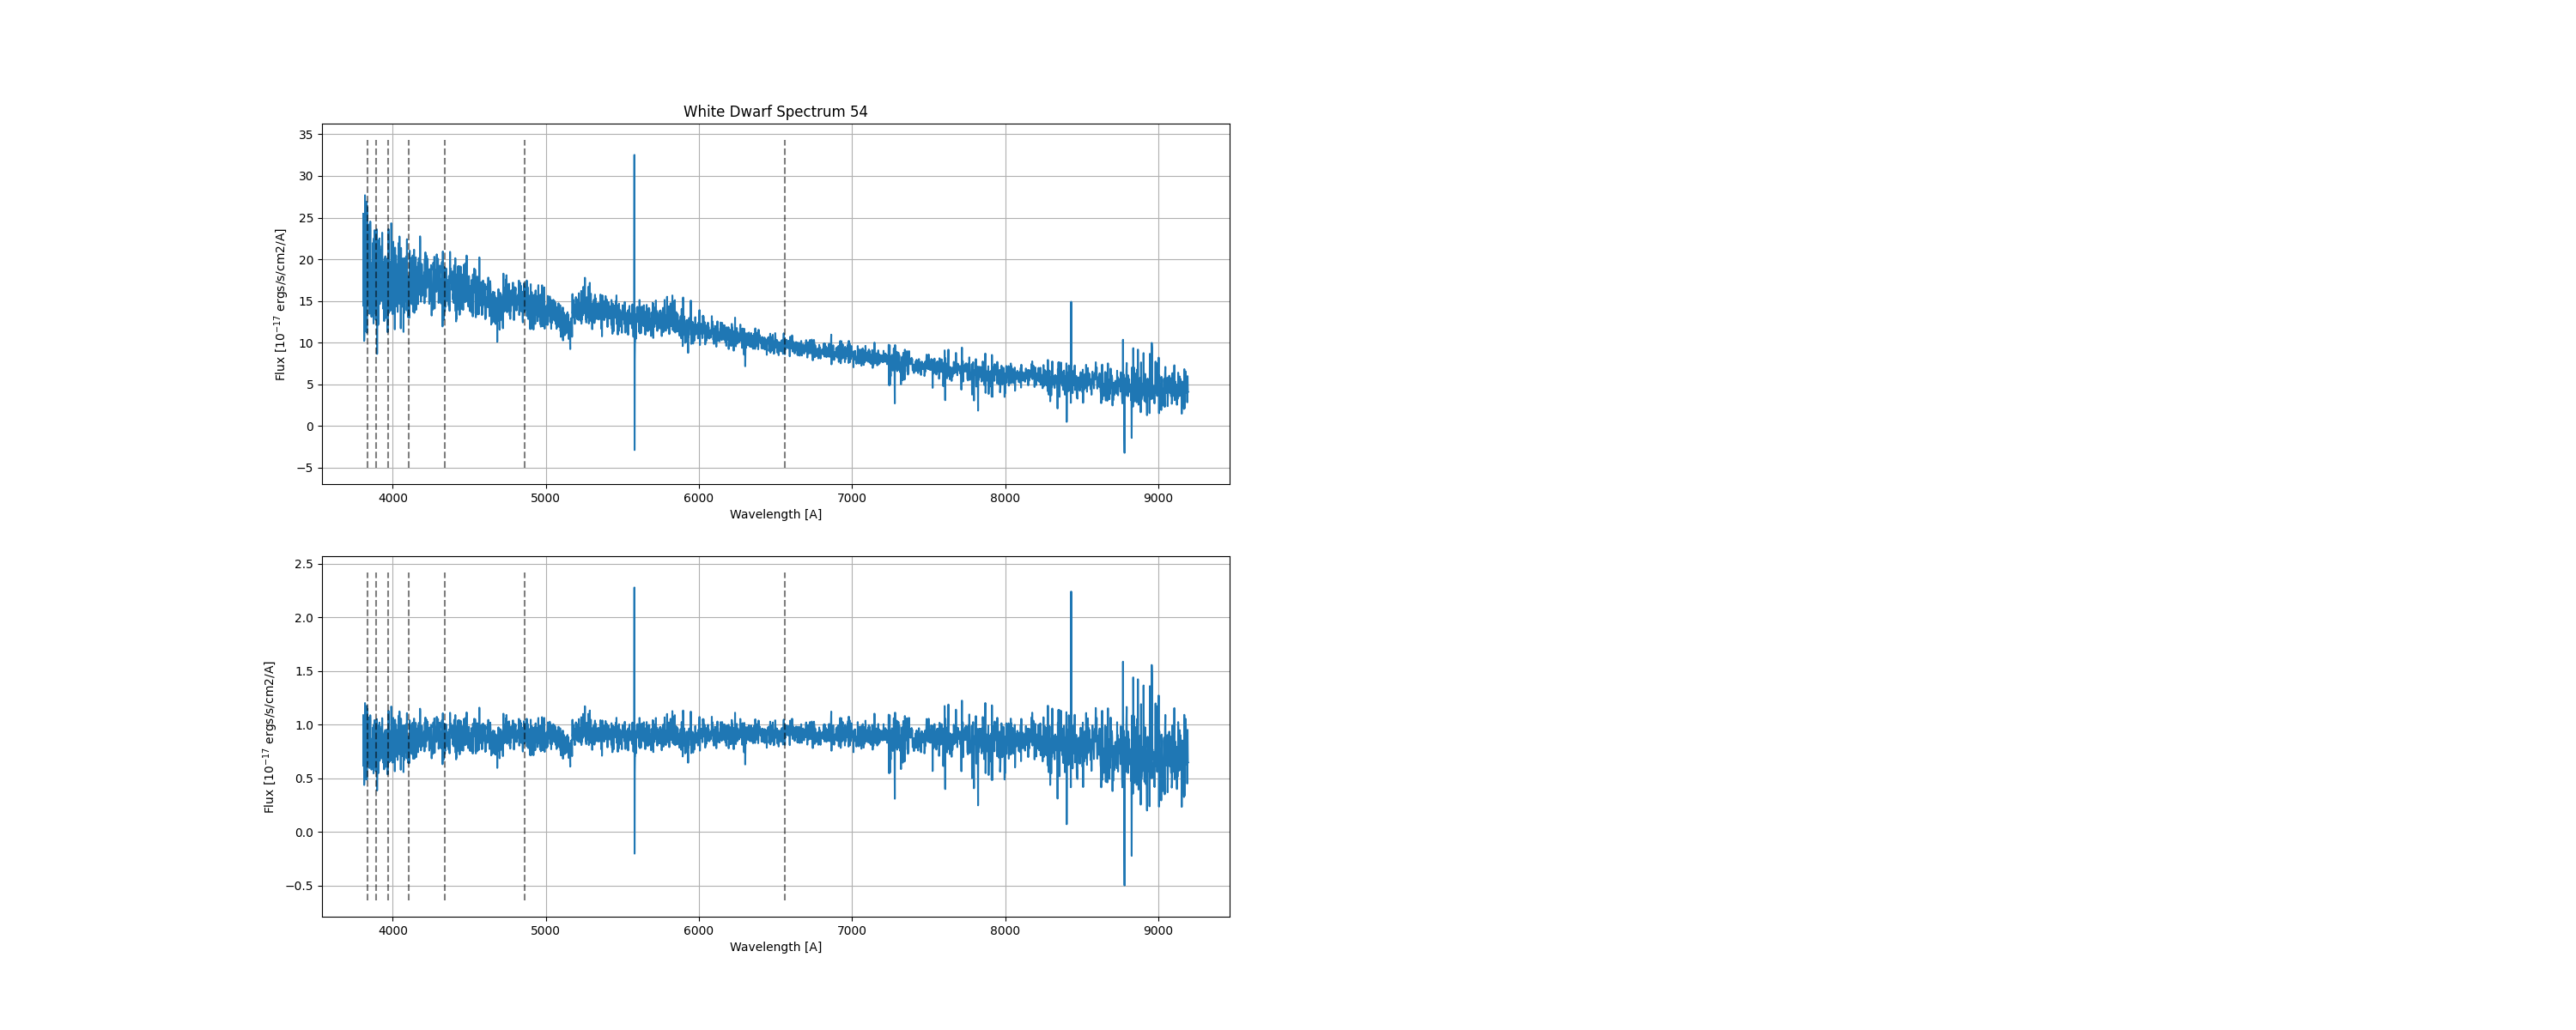 White Dwarf Spectrum 54
Flux [10⁻¹⁷ ergs/s/cm2/A]
35
30
25
20
15
10
5
0
−5
4000 5000 6000 7000 8000 9000
Wavelength [A]
Flux [10⁻¹⁷ ergs/s/cm2/A]
2.5
2.0
1.5
1.0
0.5
0.0
−0.5
4000 5000 6000 7000 8000 9000
Wavelength [A]